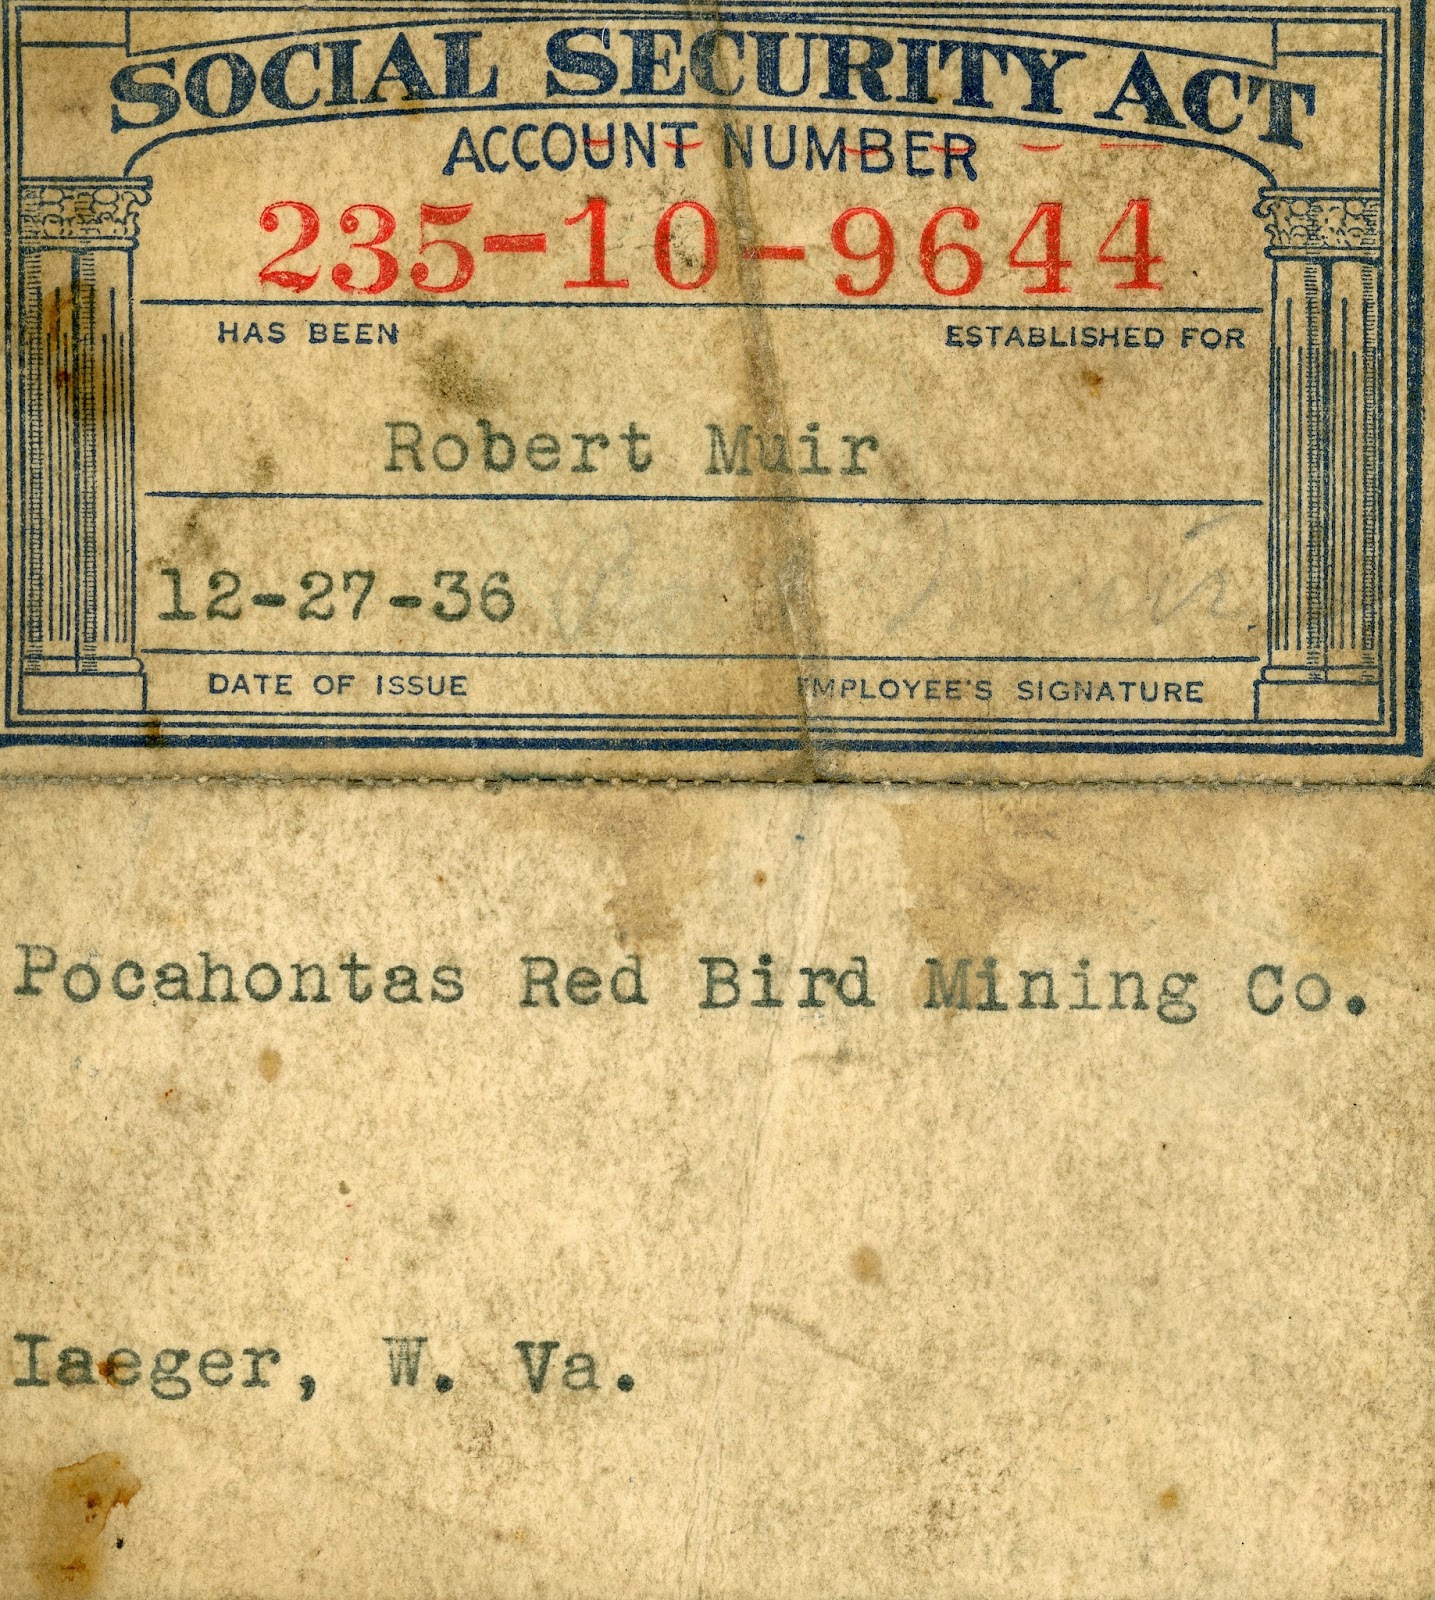 SOCIAL SECURITY ACT
ACCOUNT NUMBER
235-10-9644
HAS BEEN ESTABLISHED FOR
Robert Muir
12-27-36 Muir
DATE OF ISSUE EMPLOYEE'S SIGNATURE
Pocahontas Red Bird Mining Co.
Iaeger, W. Va.